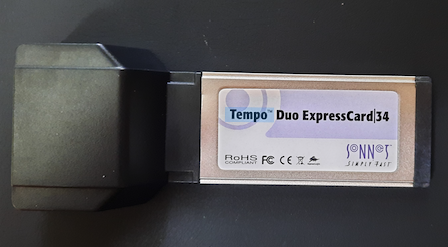 Tempo™ Duo ExpressCard|34
RoHS
COMPLIANT
FC CE
SONNET
SIMPLY FAST